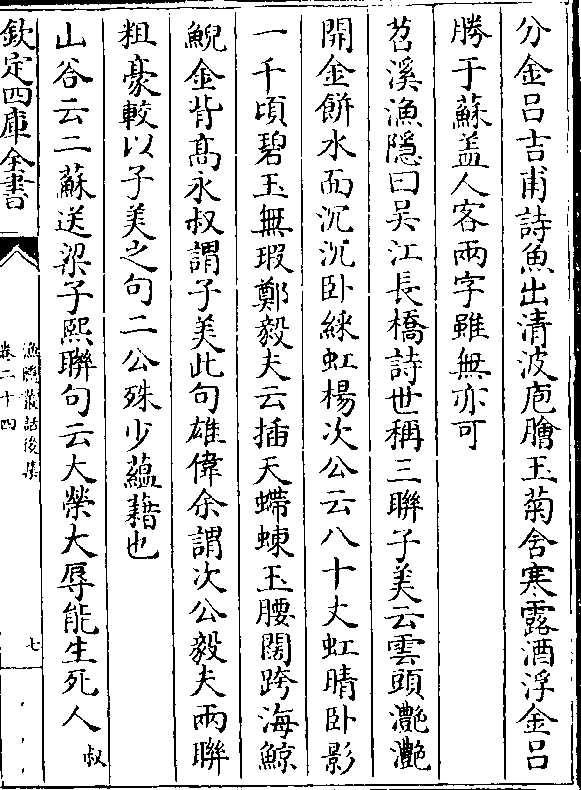 分金吕吉甫詩魚出清波庖膾玉菊含寒露酒浮金吕
勝于蘇盖人客兩字雖無亦可
苕溪漁隱曰吳江長橋詩世稱三聯子美云雲頭灔灔
開金餅水面沉沉卧綵虹楊次公云八十丈虹晴卧影
一千頃碧玉無瑕鄭毅夫云插天螮蝀玉腰闊跨海鯨
鯢金背髙永叔謂子美此句雄偉余謂次公毅夫兩聯
粗豪較以子美之句二公殊少蘊藉也
山谷云二蘇送梁子熙聯句云大榮大辱能生死人叔
欽定四庫全書
漁隱叢話後集
卷二十四
七